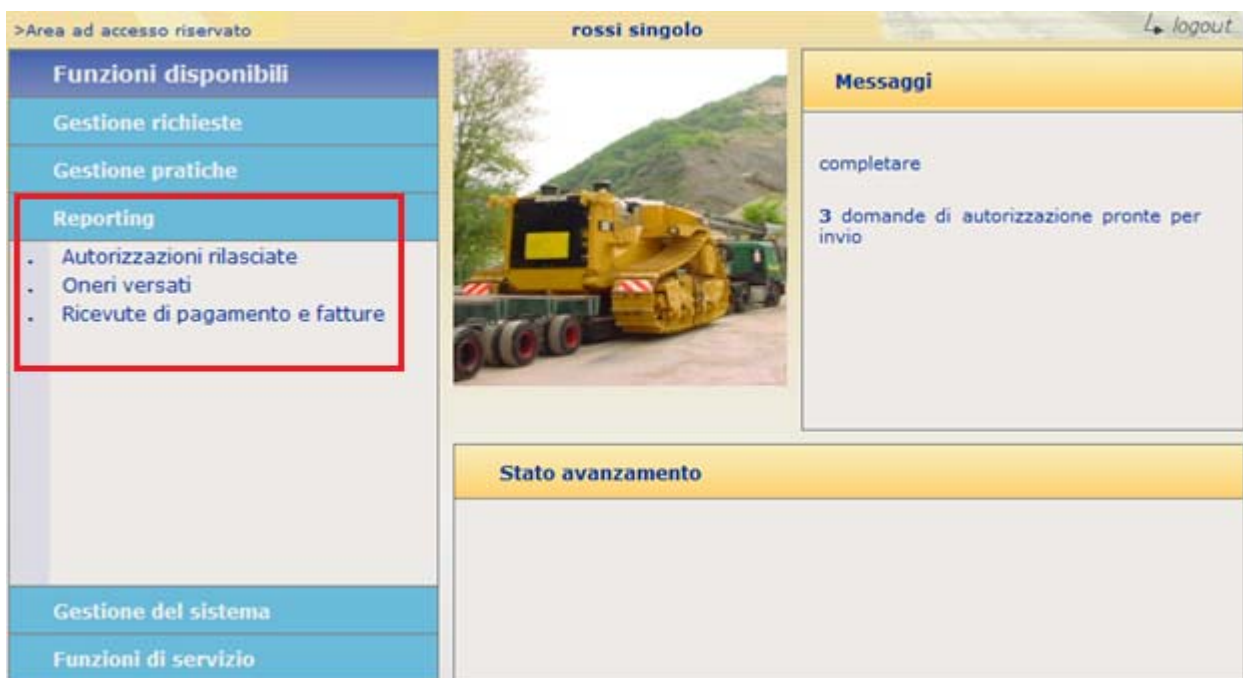 >Area ad accesso riservato
rossi singolo
logout
Funzioni disponibili
Gestione richieste
Gestione pratiche
Reporting
. Autorizzazioni rilasciate
. Oneri versati
. Ricevute di pagamento e fatture
Gestione del sistema
Funzioni di servizio
Messaggi
completare
3 domande di autorizzazione pronte per
invio
Stato avanzamento